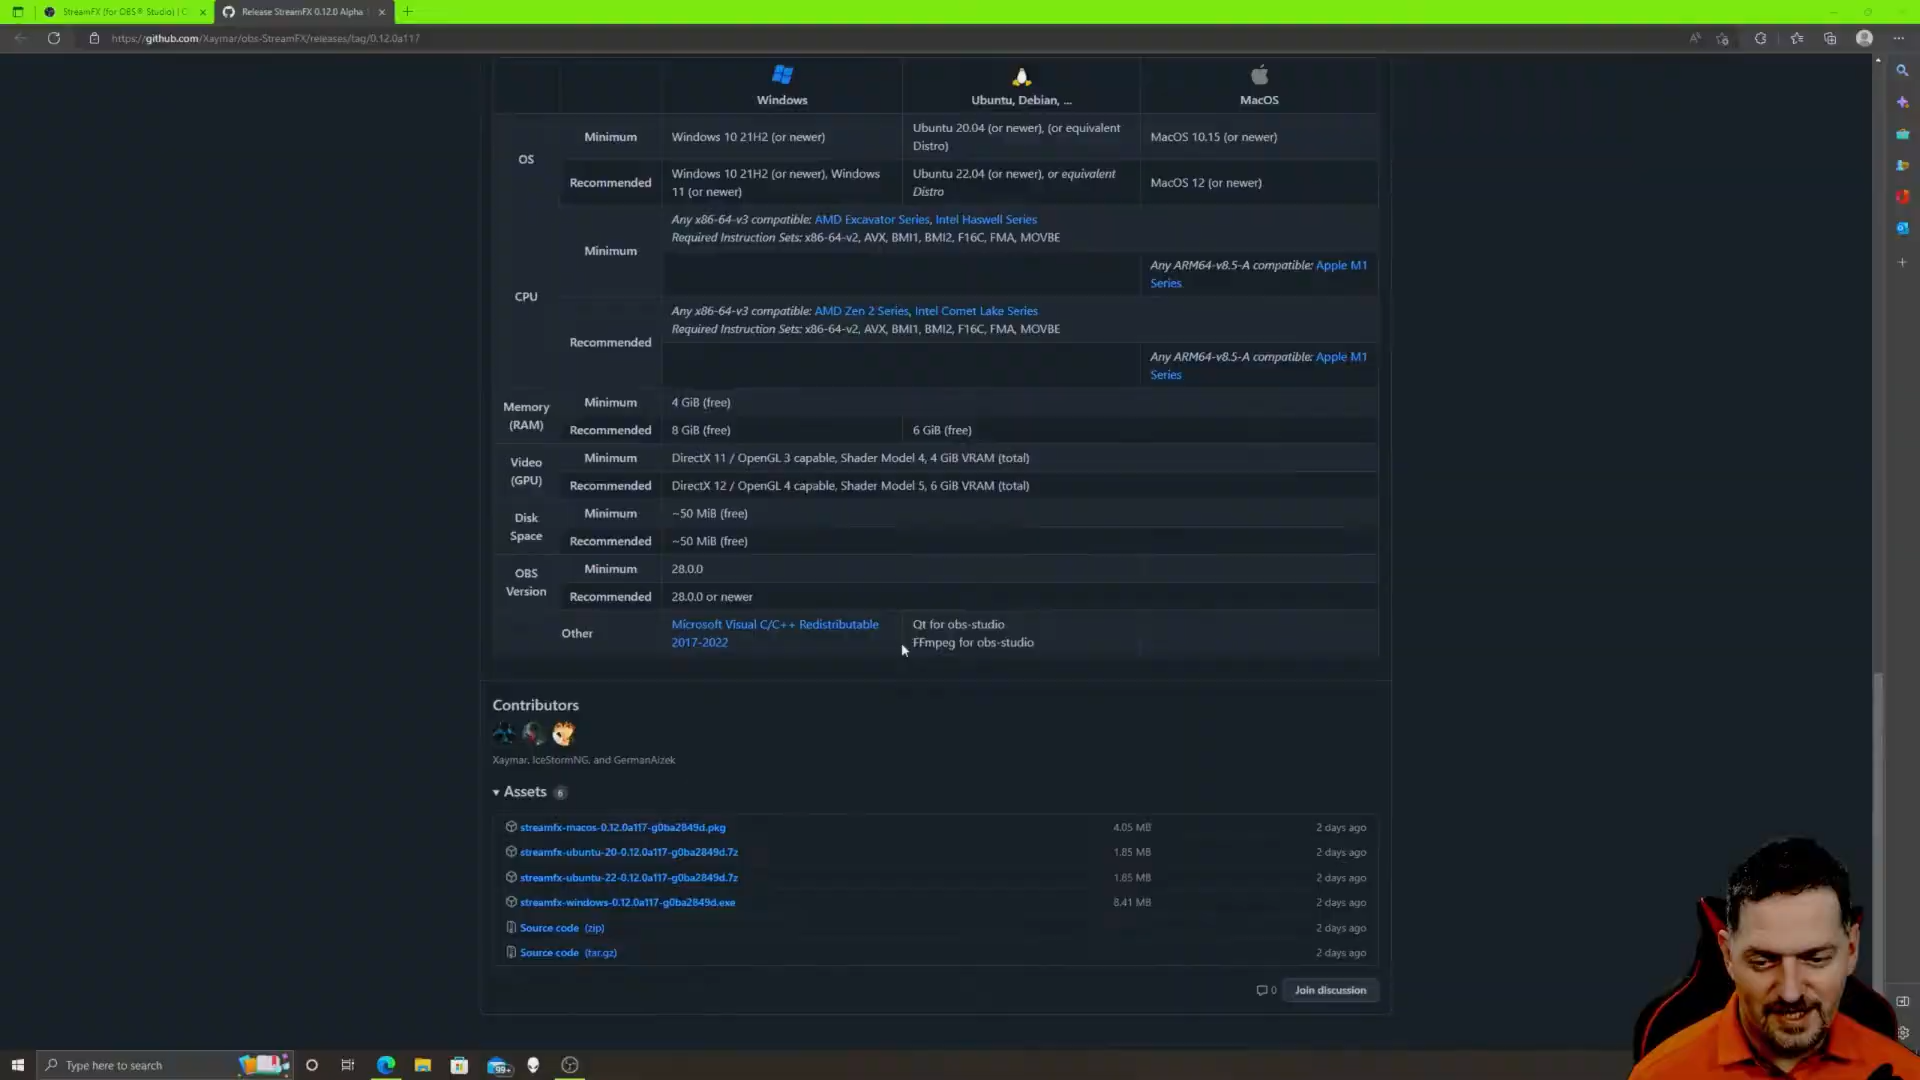 StreamFX (for OBS® Studio) | C
Release StreamFX 0.12.0 Alpha
https://github.com/Xaymar/obs-StreamFX/releases/tag/0.12.0a117
Windows
Ubuntu, Debian, ...
MacOS
OS
Minimum
Windows 10 21H2 (or newer)
Ubuntu 20.04 (or newer), (or equivalent
Distro)
MacOS 10.15 (or newer)
Recommended
Windows 10 21H2 (or newer), Windows
11 (or newer)
Ubuntu 22.04 (or newer), or equivalent
Distro
MacOS 12 (or newer)
CPU
Minimum
Any x86-64-v3 compatible: AMD Excavator Series, Intel Haswell Series
Required Instruction Sets: x86-64-v2, AVX, BMI1, BMI2, F16C, FMA, MOVBE
Any ARM64-v8.5-A compatible: Apple M1
Series
Recommended
Any x86-64-v3 compatible: AMD Zen 2 Series, Intel Comet Lake Series
Required Instruction Sets: x86-64-v2, AVX, BMI1, BMI2, F16C, FMA, MOVBE
Any ARM64-v8.5-A compatible: Apple M1
Series
Memory
(RAM)
Minimum
4 GiB (free)
Recommended
8 GiB (free)
6 GiB (free)
Video
(GPU)
Minimum
DirectX 11 / OpenGL 3 capable, Shader Model 4, 4 GiB VRAM (total)
Recommended
DirectX 12 / OpenGL 4 capable, Shader Model 5, 6 GiB VRAM (total)
Disk
Space
Minimum
~50 MiB (free)
Recommended
~50 MiB (free)
OBS
Version
Minimum
28.0.0
Recommended
28.0.0 or newer
Other
Microsoft Visual C/C++ Redistributable
2017-2022
Qt for obs-studio
FFmpeg for obs-studio
Contributors
Xaymar, IceStormNG, and GermanAizek
Assets 6
streamfx-macos-0.12.0a117-g0ba2849d.pkg 4.05 MB 2 days ago
streamfx-ubuntu-20-0.12.0a117-g0ba2849d.7z 1.85 MB 2 days ago
streamfx-ubuntu-22-0.12.0a117-g0ba2849d.7z 1.85 MB 2 days ago
streamfx-windows-0.12.0a117-g0ba2849d.exe 8.41 MB 2 days ago
Source code (zip) 2 days ago
Source code (tar.gz) 2 days ago
0 Join discussion
Type here to search
99+